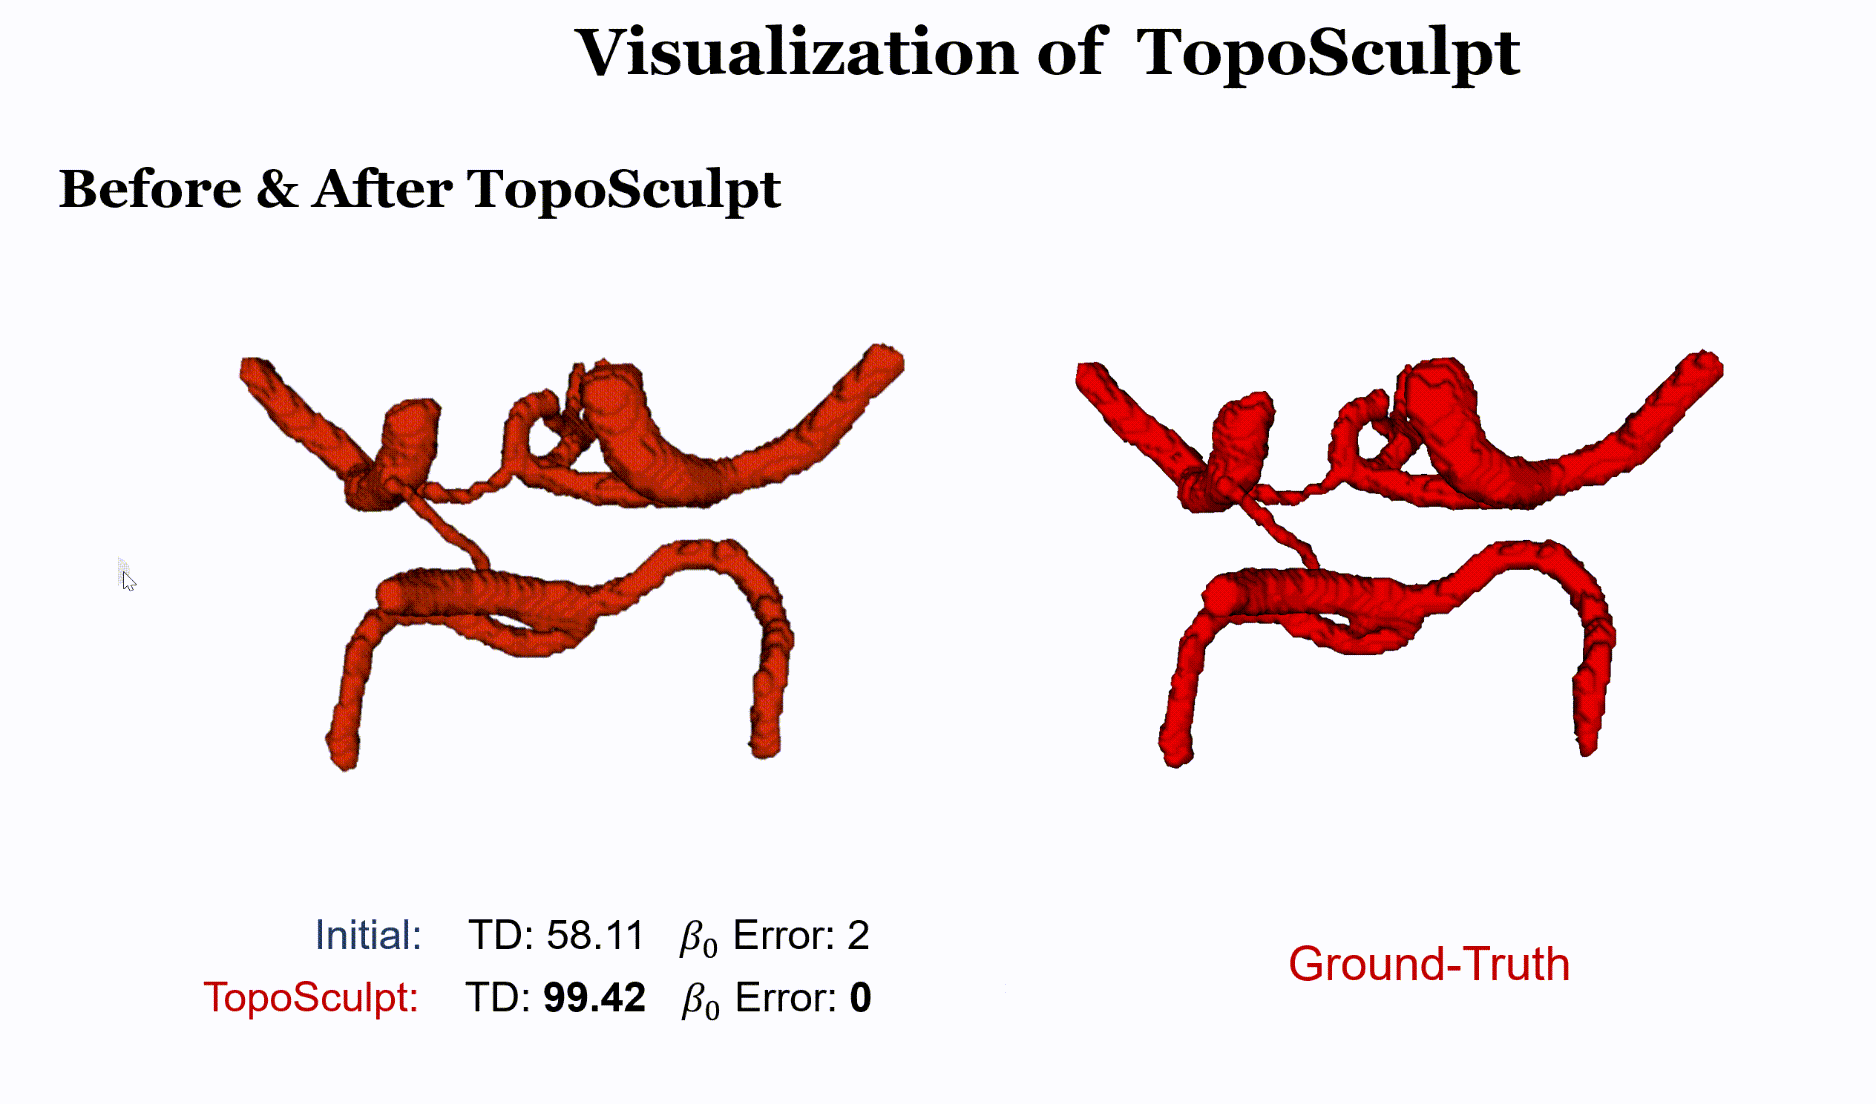 Visualization of TopoSculpt
Before & After TopoSculpt
Initial: TD: 58.11 β₀ Error: 2
TopoSculpt: TD: 99.42 β₀ Error: 0
Ground-Truth